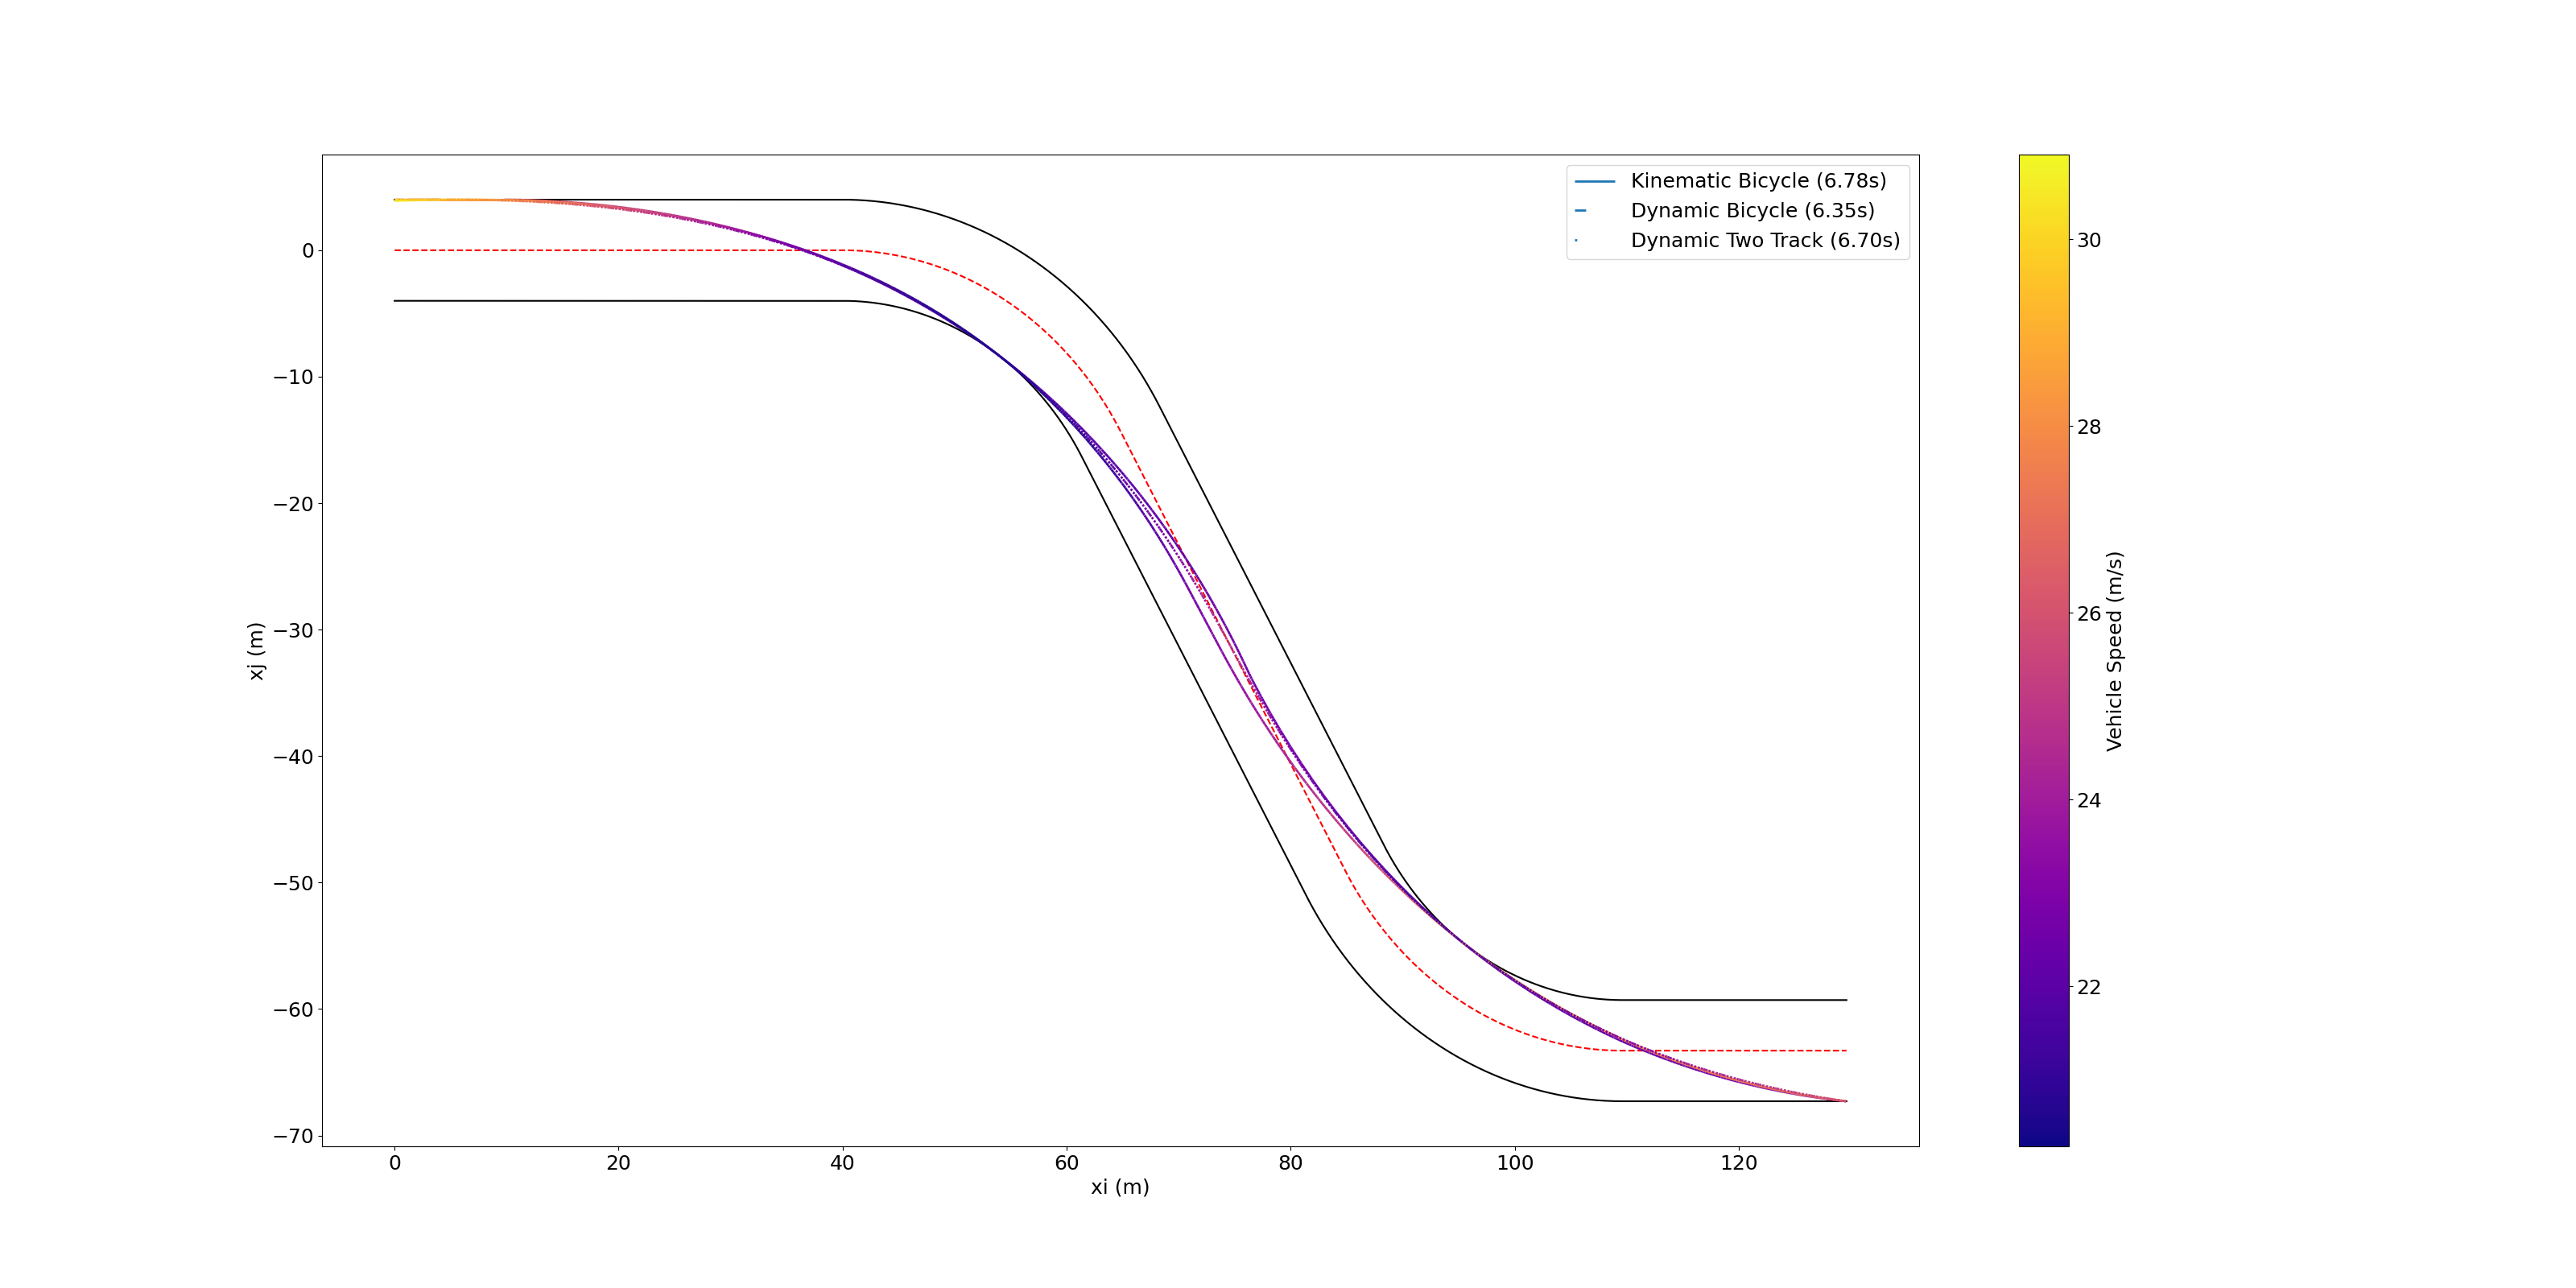 Kinematic Bicycle (6.78s)
Dynamic Bicycle (6.35s)
Dynamic Two Track (6.70s)
0
−10
−20
−30
−40
−50
−60
−70
xj (m)
0 20 40 60 80 100 120
xi (m)
30
28
26
24
22
Vehicle Speed (m/s)